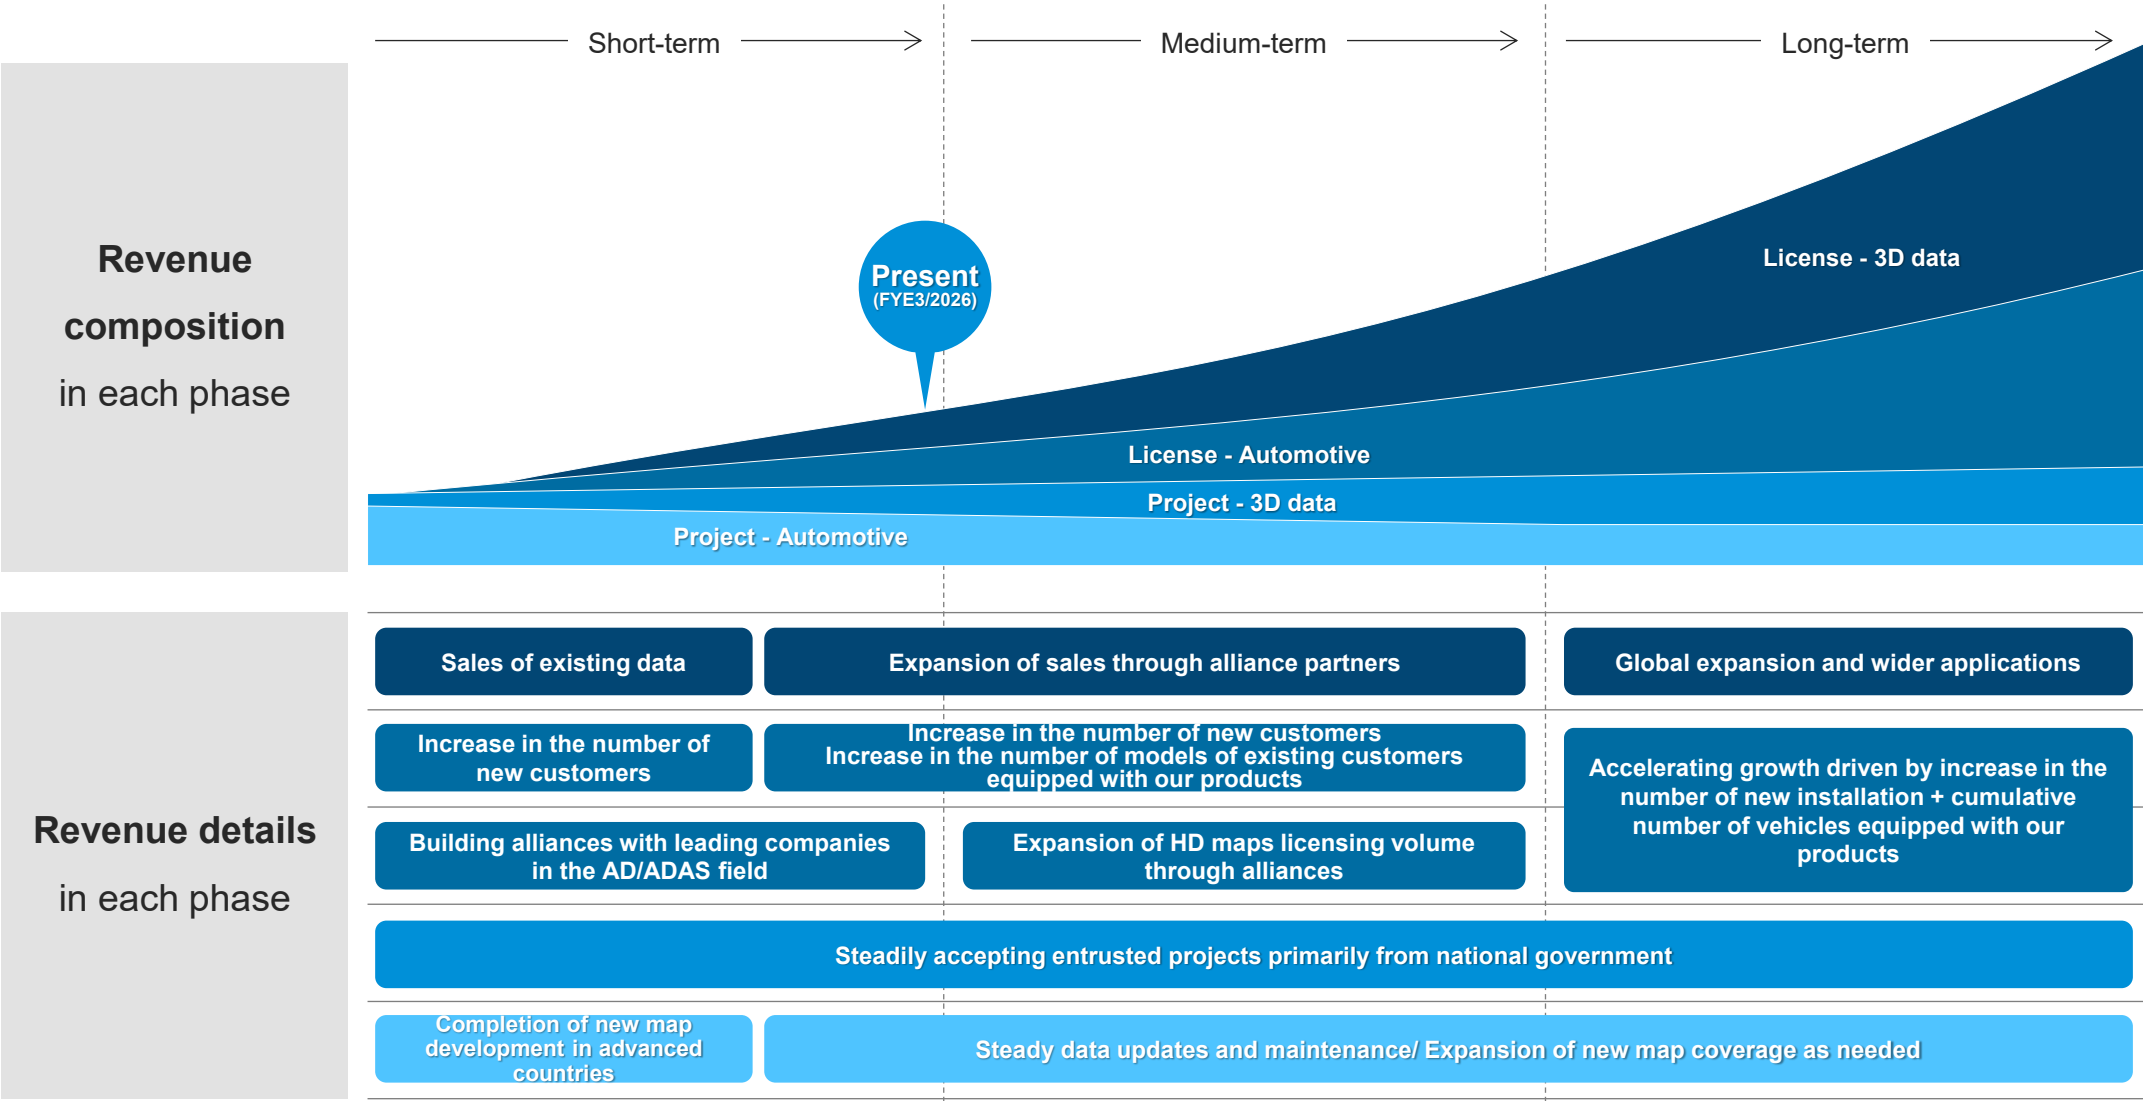 Short-term
Medium-term
Long-term
Revenue
composition
in each phase
Present
(FYE3/2026)
License - 3D data
License - Automotive
Project - 3D data
Project - Automotive
Revenue details
in each phase
Sales of existing data
Expansion of sales through alliance partners
Global expansion and wider applications
Increase in the number of
new customers
Increase in the number of new customers
Increase in the number of models of existing customers
equipped with our products
Accelerating growth driven by increase in the
number of new installation + cumulative
number of vehicles equipped with our
products
Building alliances with leading companies
in the AD/ADAS field
Expansion of HD maps licensing volume
through alliances
Steadily accepting entrusted projects primarily from national government
Completion of new map
development in advanced
countries
Steady data updates and maintenance/ Expansion of new map coverage as needed